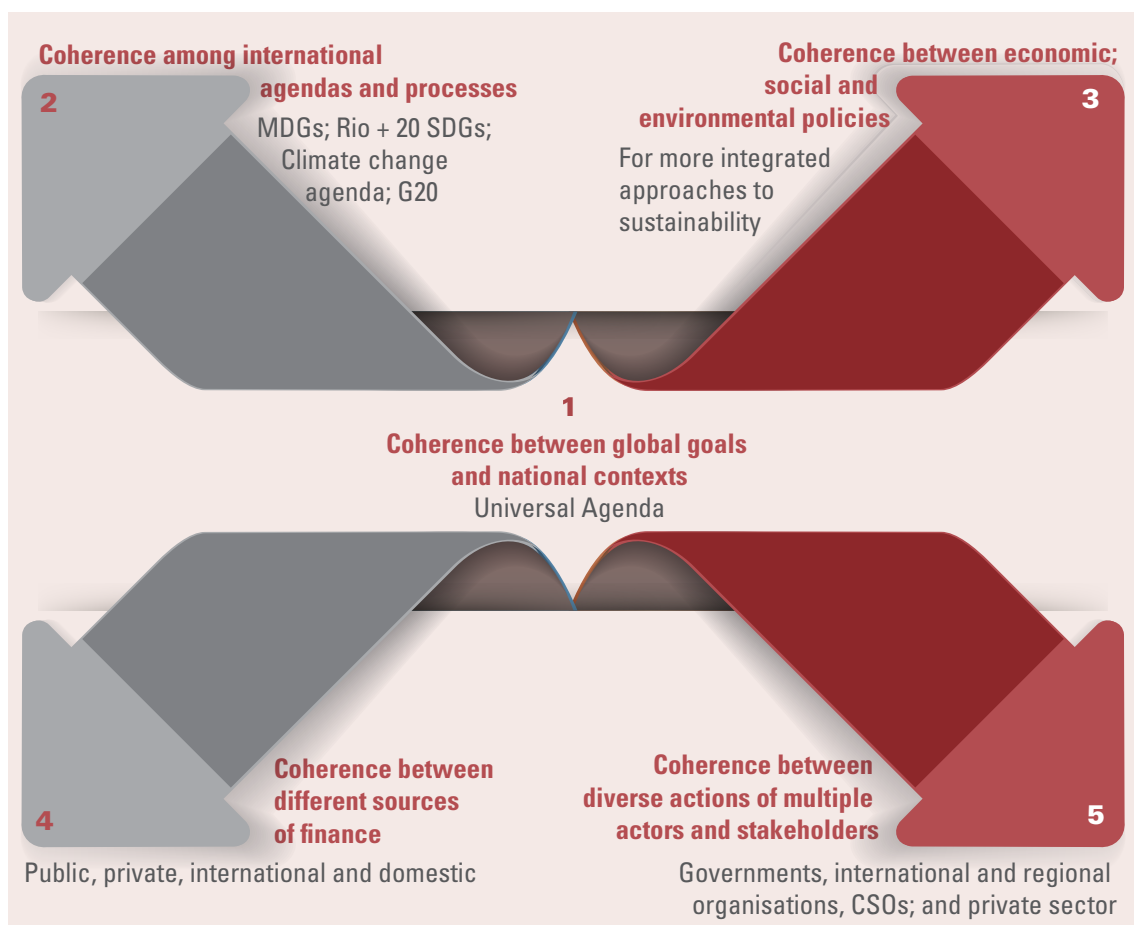 2
Coherence among international
agendas and processes
MDGs; Rio + 20 SDGs;
Climate change
agenda; G20
3
Coherence between economic;
social and
environmental policies
For more integrated
approaches to
sustainability
1
Coherence between global goals
and national contexts
Universal Agenda
4
Coherence between
different sources
of finance
Public, private, international and domestic
5
Coherence between
diverse actions of multiple
actors and stakeholders
Governments, international and regional
organisations, CSOs; and private sector